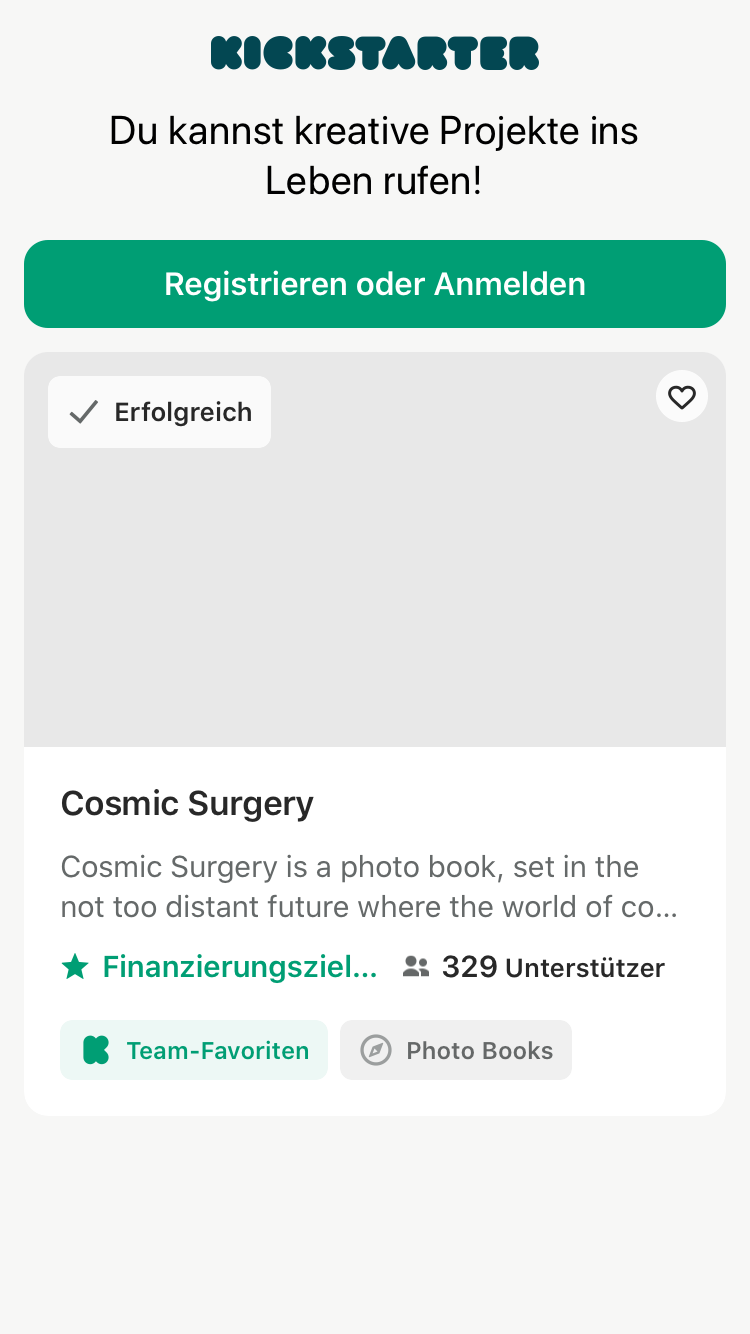 KICKSTARTER
Du kannst kreative Projekte ins
Leben rufen!
Registrieren oder Anmelden
Erfolgreich
Cosmic Surgery
Cosmic Surgery is a photo book, set in the
not too distant future where the world of co...
Finanzierungsziel... 329 Unterstützer
Team-Favoriten Photo Books